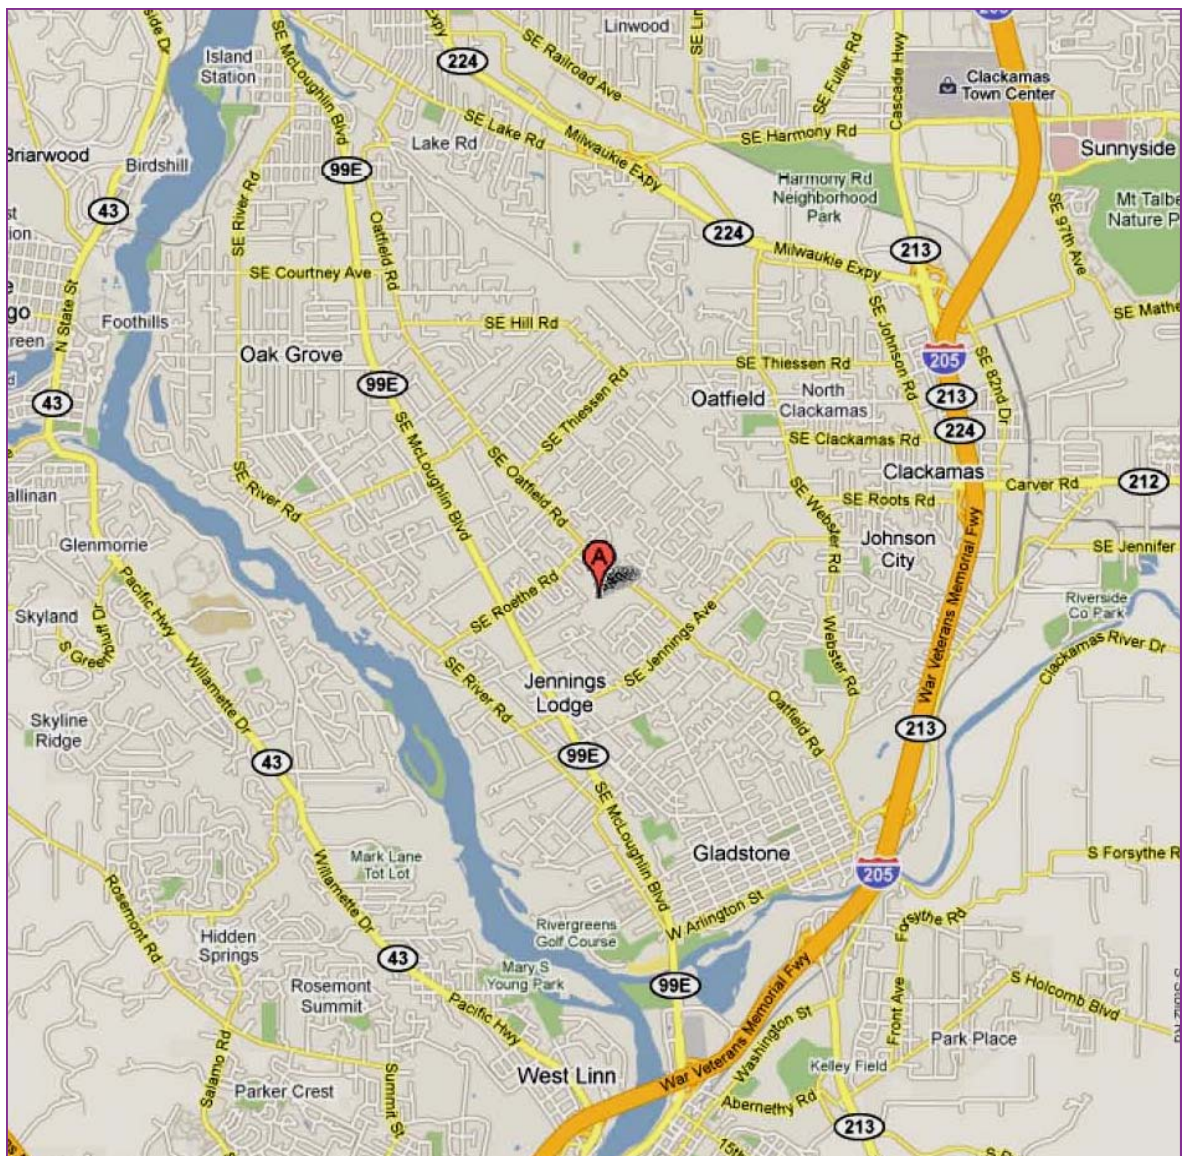 Linwood
Island
Station
SE McLoughlin Blvd
224
SE Railroad Ave
SE Fuller Rd
Cascade Hwy
Clackamas
Town Center
Briarwood
Birdshill
Lake Rd
SE Lake Rd
Milwaukie Expy
SE Harmony Rd
Sunnyside
99E
43
Harmony Rd
Neighborhood
Park
Mt Talbe
Nature P
SE River Rd
Oatfield Rd
224
213
SE 97th Ave
Milwaukie Expy
SE Courtney Ave
N State St
Foothills
SE Hill Rd
SE Johnson Rd
SE Mathe
go
reen
Oak Grove
SE Thiessen Rd
205
SE 82nd Dr
99E
43
Oatfield
North
Clackamas
213
224
SE Thiessen Rd
SE McLoughlin Blvd
SE Oatfield Rd
SE Clackamas Rd
Clackamas
SE River Rd
SE Webster Rd
SE Roots Rd
Carver Rd
212
allinan
Glenmorrie
Johnson
City
SE Jennifer
A
Pacific Hwy
SE Roethe Rd
SE Jennings Ave
War Veterans Memorial Fwy
Riverside
Co Park
Skyland
S Greenbluff Dr
Webster Rd
Clackamas River Dr
Willamette Dr
SE River Rd
Jennings
Lodge
Oatfield Rd
Skyline
Ridge
43
99E
213
SE McLoughlin Blvd
Mark Lane
Tot Lot
Gladstone
205
S Forsythe R
Willamette Dr
Rosemont Rd
W Arlington St
Forsythe Rd
Hidden
Springs
Rivergreens
Golf Course
43
Mary S
Young Park
99E
Rosemont
Summit
War Veterans Memorial Fwy
S Holcomb Blvd
Pacific Hwy
Washington St
Front Ave
Park Place
Salamo Rd
West Linn
Kelley Field
Parker Crest
Summit St
Abernethy Rd
213
15th